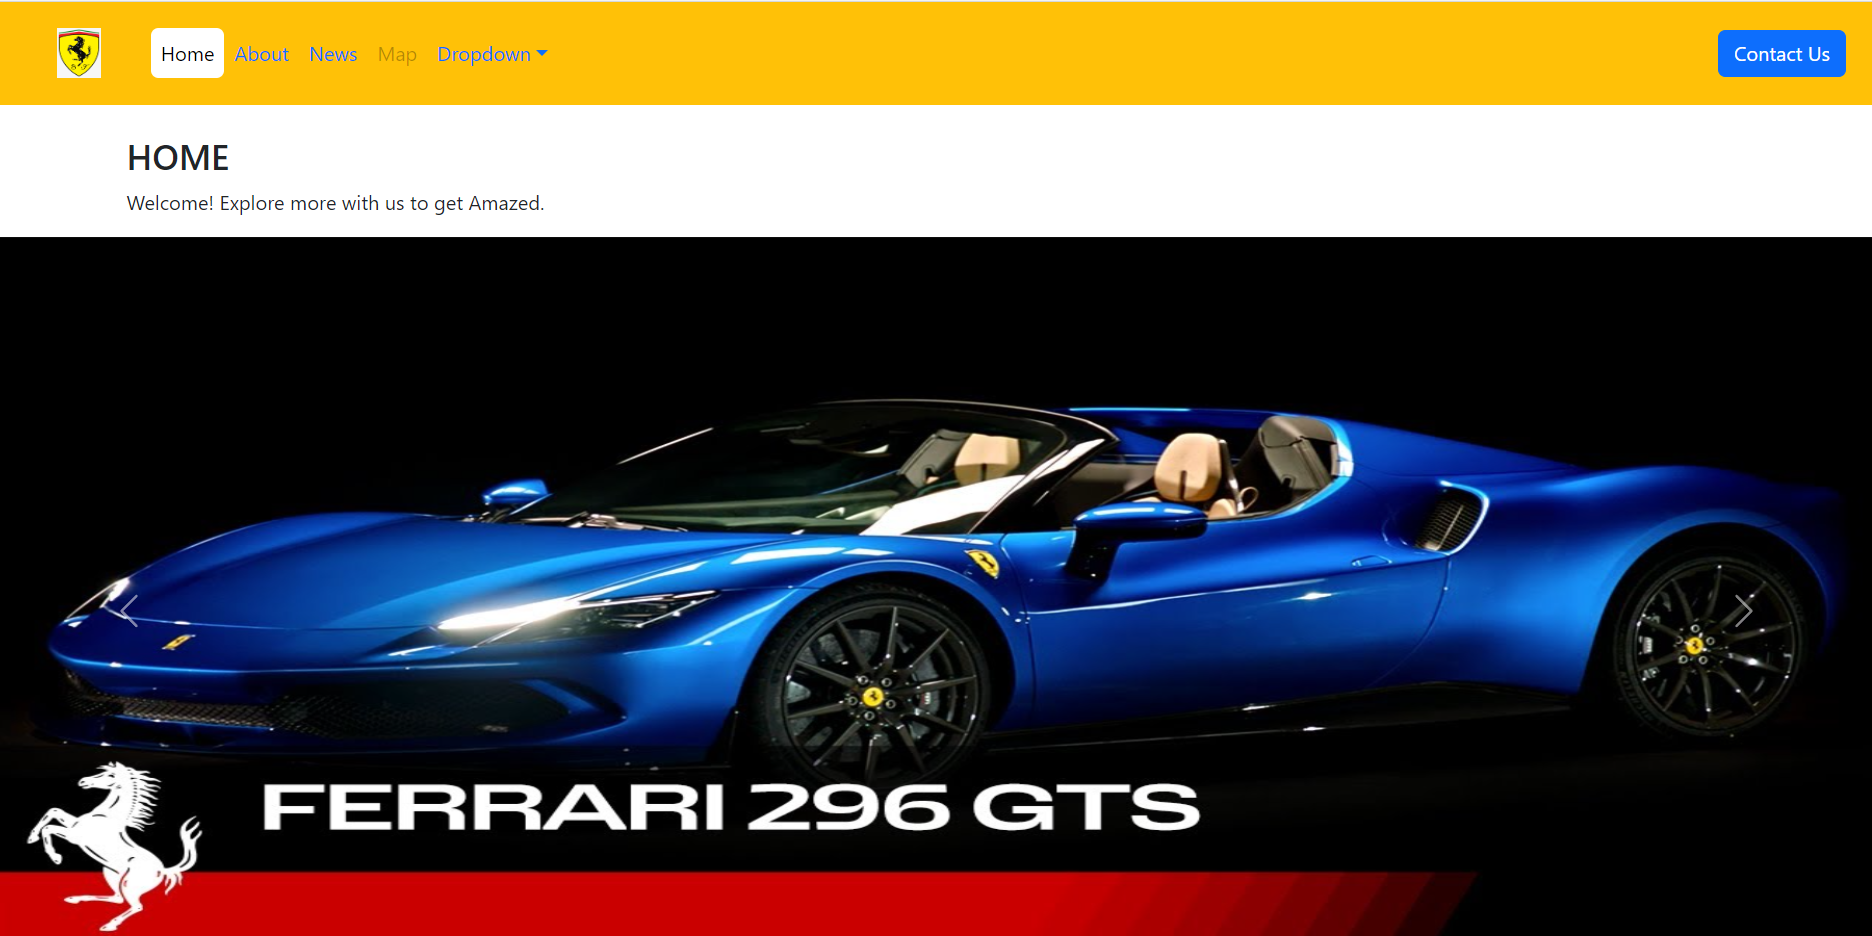 Home About News Map Dropdown Contact Us
HOME
Welcome! Explore more with us to get Amazed.
FERRARI 296 GTS